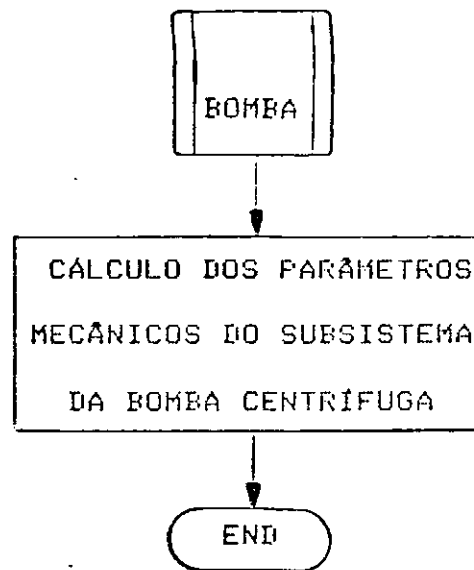 BOMBA
CÁLCULO DOS PARÂMETROS
MECÂNICOS DO SUBSISTEMA
DA BOMBA CENTRÍFUGA
END